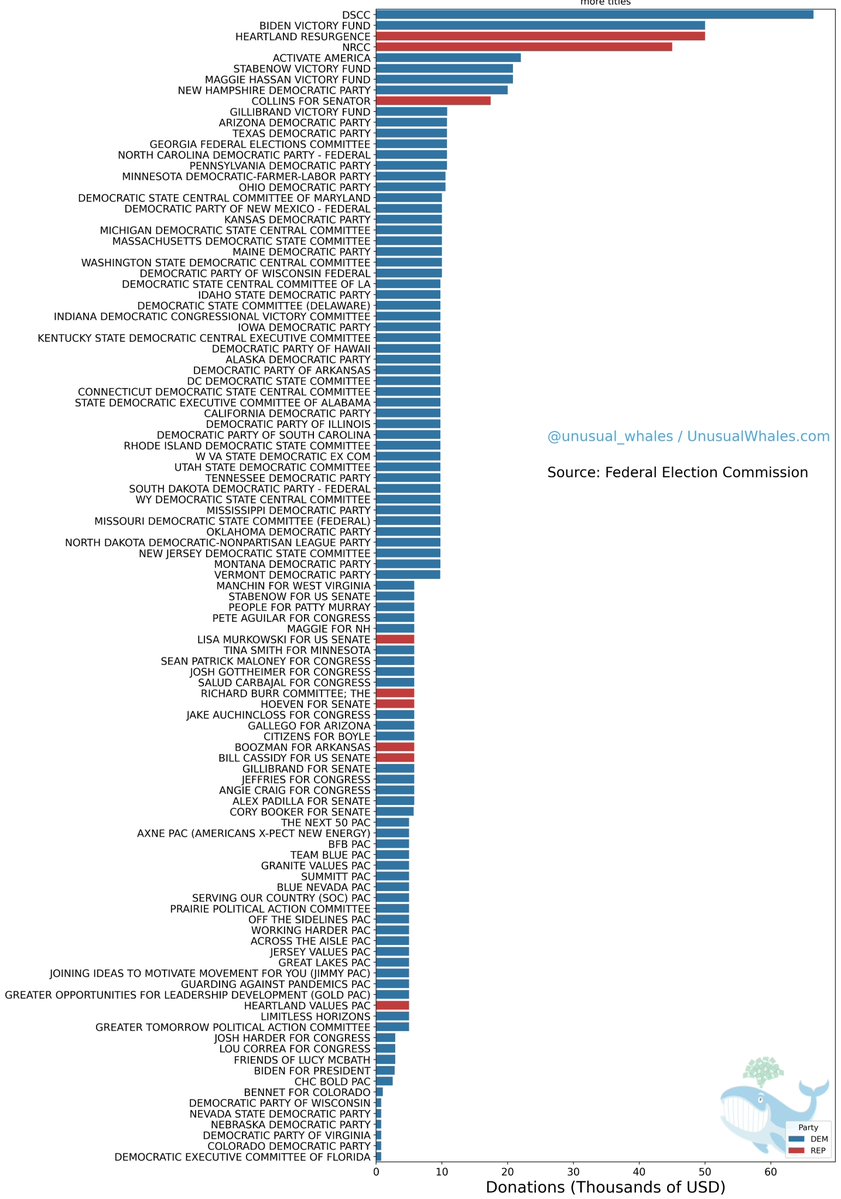 more titles
DSCC
BIDEN VICTORY FUND
HEARTLAND RESURGENCE
NRCC
ACTIVATE AMERICA
STABENOW VICTORY FUND
MAGGIE HASSAN VICTORY FUND
NEW HAMPSHIRE DEMOCRATIC PARTY
COLLINS FOR SENATOR
GILLIBRAND VICTORY FUND
ARIZONA DEMOCRATIC PARTY
TEXAS DEMOCRATIC PARTY
GEORGIA FEDERAL ELECTIONS COMMITTEE
NORTH CAROLINA DEMOCRATIC PARTY - FEDERAL
PENNSYLVANIA DEMOCRATIC PARTY
MINNESOTA DEMOCRATIC-FARMER-LABOR PARTY
OHIO DEMOCRATIC PARTY
DEMOCRATIC STATE CENTRAL COMMITTEE OF MARYLAND
DEMOCRATIC PARTY OF NEW MEXICO - FEDERAL
KANSAS DEMOCRATIC PARTY
MICHIGAN DEMOCRATIC STATE CENTRAL COMMITTEE
MASSACHUSETTS DEMOCRATIC STATE COMMITTEE
MAINE DEMOCRATIC PARTY
WASHINGTON STATE DEMOCRATIC CENTRAL COMMITTEE
DEMOCRATIC PARTY OF WISCONSIN FEDERAL
DEMOCRATIC STATE CENTRAL COMMITTEE OF LA
IDAHO STATE DEMOCRATIC PARTY
DEMOCRATIC STATE COMMITTEE (DELAWARE)
INDIANA DEMOCRATIC CONGRESSIONAL VICTORY COMMITTEE
IOWA DEMOCRATIC PARTY
KENTUCKY STATE DEMOCRATIC CENTRAL EXECUTIVE COMMITTEE
DEMOCRATIC PARTY OF HAWAII
ALASKA DEMOCRATIC PARTY
DEMOCRATIC PARTY OF ARKANSAS
DC DEMOCRATIC STATE COMMITTEE
CONNECTICUT DEMOCRATIC STATE CENTRAL COMMITTEE
STATE DEMOCRATIC EXECUTIVE COMMITTEE OF ALABAMA
CALIFORNIA DEMOCRATIC PARTY
DEMOCRATIC PARTY OF ILLINOIS
DEMOCRATIC PARTY OF SOUTH CAROLINA
RHODE ISLAND DEMOCRATIC STATE COMMITTEE
W VA STATE DEMOCRATIC EX COM
UTAH STATE DEMOCRATIC COMMITTEE
TENNESSEE DEMOCRATIC PARTY
SOUTH DAKOTA DEMOCRATIC PARTY - FEDERAL
WY DEMOCRATIC STATE CENTRAL COMMITTEE
MISSISSIPPI DEMOCRATIC PARTY
MISSOURI DEMOCRATIC STATE COMMITTEE (FEDERAL)
OKLAHOMA DEMOCRATIC PARTY
NORTH DAKOTA DEMOCRATIC-NONPARTISAN LEAGUE PARTY
NEW JERSEY DEMOCRATIC STATE COMMITTEE
MONTANA DEMOCRATIC PARTY
VERMONT DEMOCRATIC PARTY
MANCHIN FOR WEST VIRGINIA
STABENOW FOR US SENATE
PEOPLE FOR PATTY MURRAY
PETE AGUILAR FOR CONGRESS
MAGGIE FOR NH
LISA MURKOWSKI FOR US SENATE
TINA SMITH FOR MINNESOTA
SEAN PATRICK MALONEY FOR CONGRESS
JOSH GOTTHEIMER FOR CONGRESS
SALUD CARBAJAL FOR CONGRESS
RICHARD BURR COMMITTEE; THE
HOEVEN FOR SENATE
JAKE AUCHINCLOSS FOR CONGRESS
GALLEGO FOR ARIZONA
CITIZENS FOR BOYLE
BOOZMAN FOR ARKANSAS
BILL CASSIDY FOR US SENATE
GILLIBRAND FOR SENATE
JEFFRIES FOR CONGRESS
ANGIE CRAIG FOR CONGRESS
ALEX PADILLA FOR SENATE
CORY BOOKER FOR SENATE
THE NEXT 50 PAC
AXNE PAC (AMERICANS X-PECT NEW ENERGY)
BFB PAC
TEAM BLUE PAC
GRANITE VALUES PAC
SUMMITT PAC
BLUE NEVADA PAC
SERVING OUR COUNTRY (SOC) PAC
PRAIRIE POLITICAL ACTION COMMITTEE
OFF THE SIDELINES PAC
WORKING HARDER PAC
ACROSS THE AISLE PAC
JERSEY VALUES PAC
GREAT LAKES PAC
JOINING IDEAS TO MOTIVATE MOVEMENT FOR YOU (JIMMY PAC)
GUARDING AGAINST PANDEMICS PAC
GREATER OPPORTUNITIES FOR LEADERSHIP DEVELOPMENT (GOLD PAC)
HEARTLAND VALUES PAC
LIMITLESS HORIZONS
GREATER TOMORROW POLITICAL ACTION COMMITTEE
JOSH HARDER FOR CONGRESS
LOU CORREA FOR CONGRESS
FRIENDS OF LUCY MCBATH
BIDEN FOR PRESIDENT
CHC BOLD PAC
BENNET FOR COLORADO
DEMOCRATIC PARTY OF WISCONSIN
NEVADA STATE DEMOCRATIC PARTY
NEBRASKA DEMOCRATIC PARTY
DEMOCRATIC PARTY OF VIRGINIA
COLORADO DEMOCRATIC PARTY
DEMOCRATIC EXECUTIVE COMMITTEE OF FLORIDA
@unusual_whales / UnusualWhales.com
Source: Federal Election Commission
Party
DEM
REP
0 10 20 30 40 50 60
Donations (Thousands of USD)